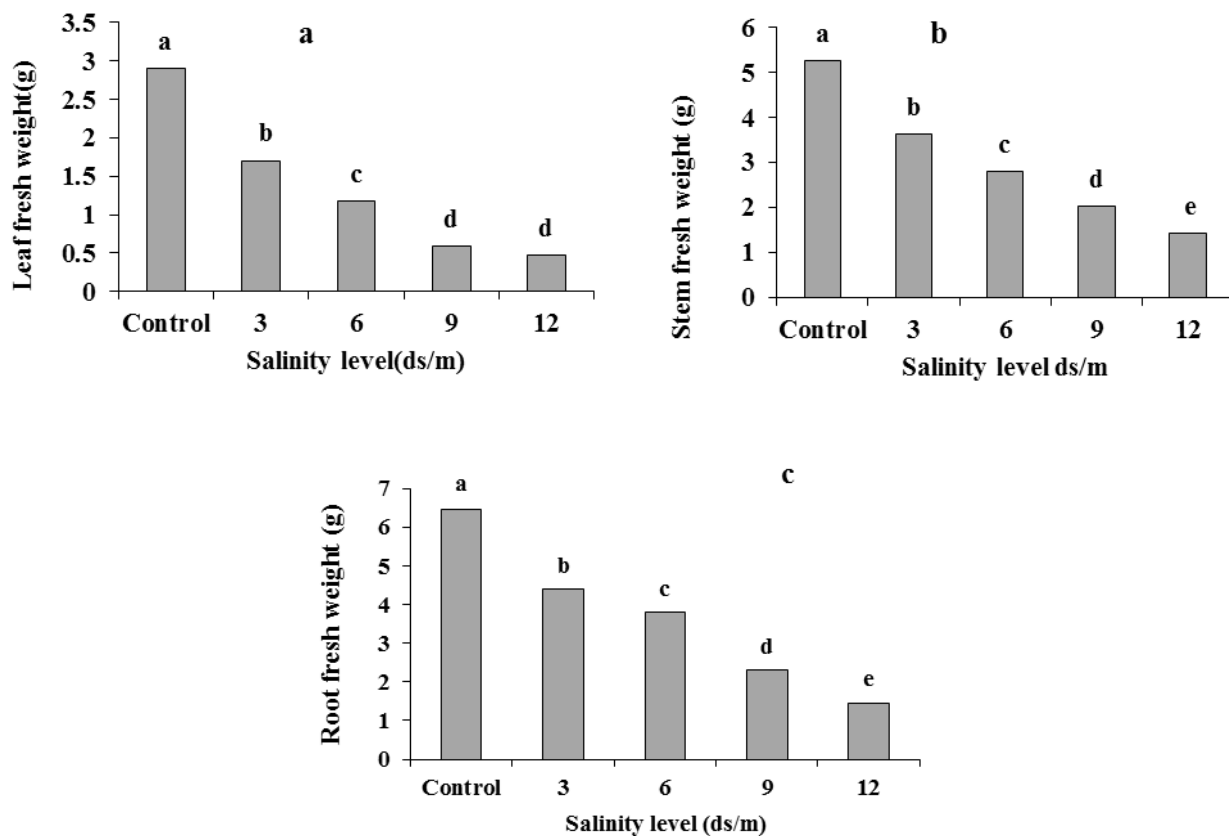 a
Leaf fresh weight(g)
3.5
3
2.5
2
1.5
1
0.5
0
a
b
c
d
d
Control 3 6 9 12
Salinity level(ds/m)
b
Stem fresh weight (g)
6
5
4
3
2
1
0
a
b
c
d
e
Control 3 6 9 12
Salinity level ds/m
c
Root fresh weight (g)
7
6
5
4
3
2
1
0
a
b
c
d
e
Control 3 6 9 12
Salinity level (ds/m)